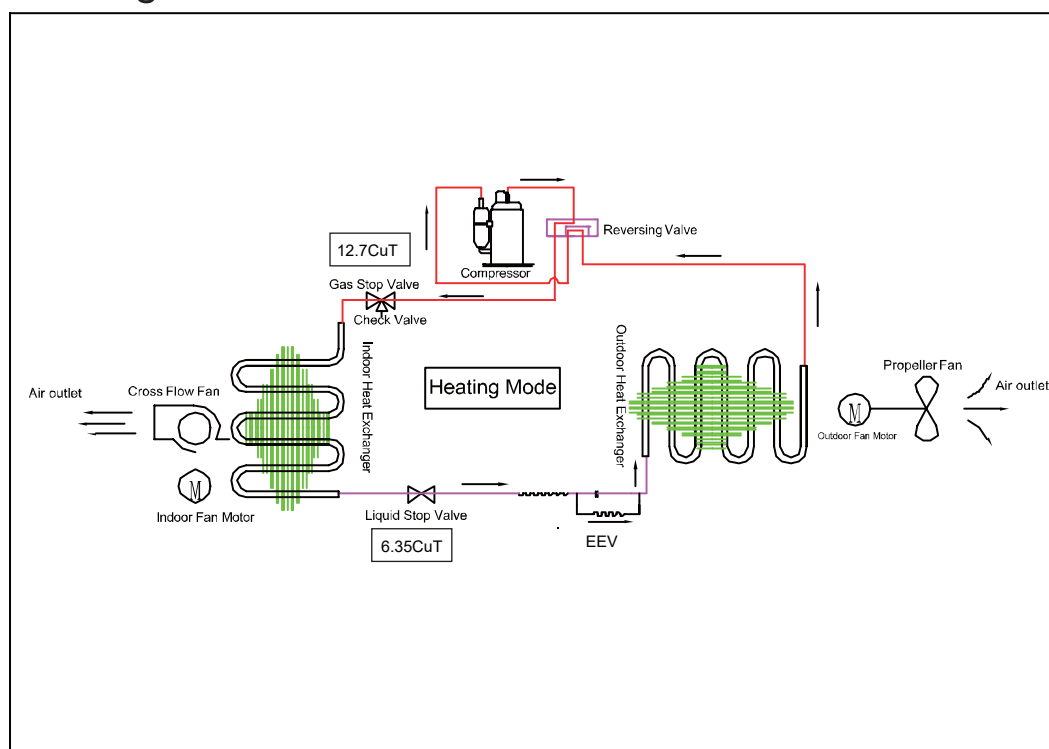 Reversing Valve
12.7CuT
Compressor
Gas Stop Valve
Check Valve
Indoor Heat Exchanger
Outdoor Heat Exchanger
Heating Mode
Propeller Fan
Air outlet
Cross Flow Fan
Air outlet
M
Outdoor Fan Motor
M
Indoor Fan Motor
Liquid Stop Valve
EEV
6.35CuT